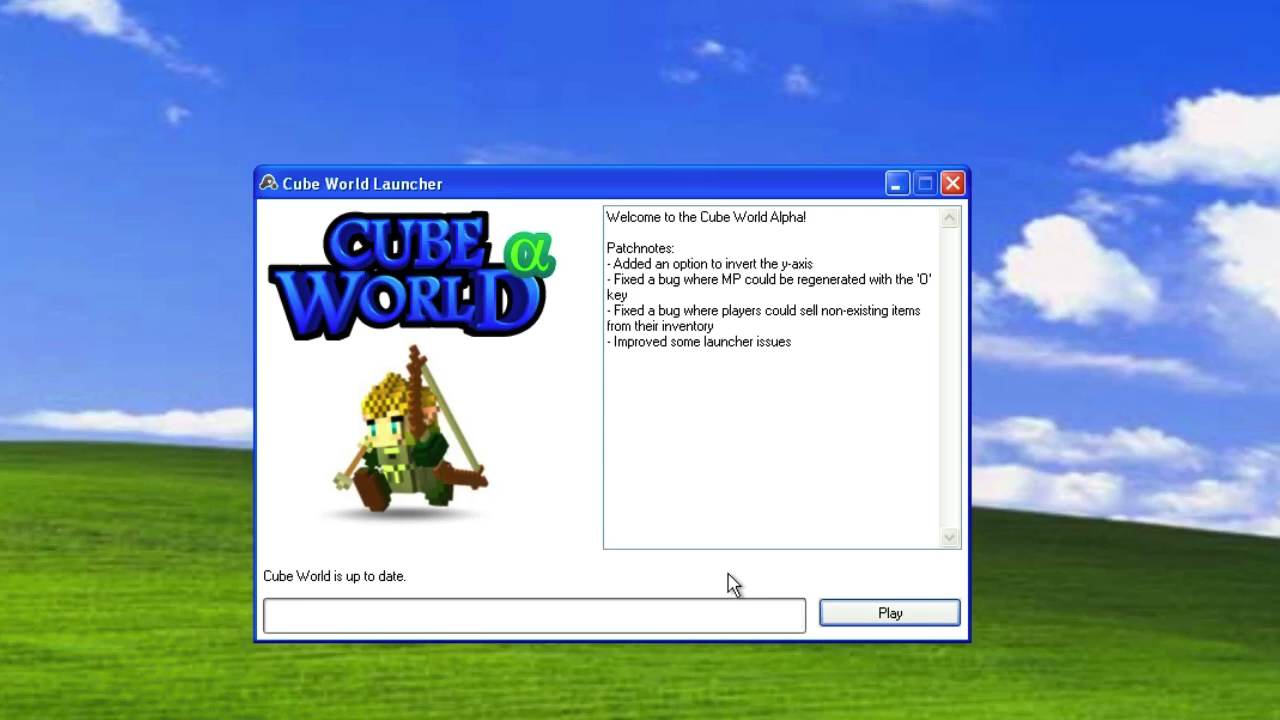 Cube World Launcher
CUBE α
WORLD
Welcome to the Cube World Alpha!
Patchnotes:
- Added an option to invert the y-axis
- Fixed a bug where MP could be regenerated with the 'O'
key
- Fixed a bug where players could sell non-existing items
from their inventory
- Improved some launcher issues
Cube World is up to date.
Play